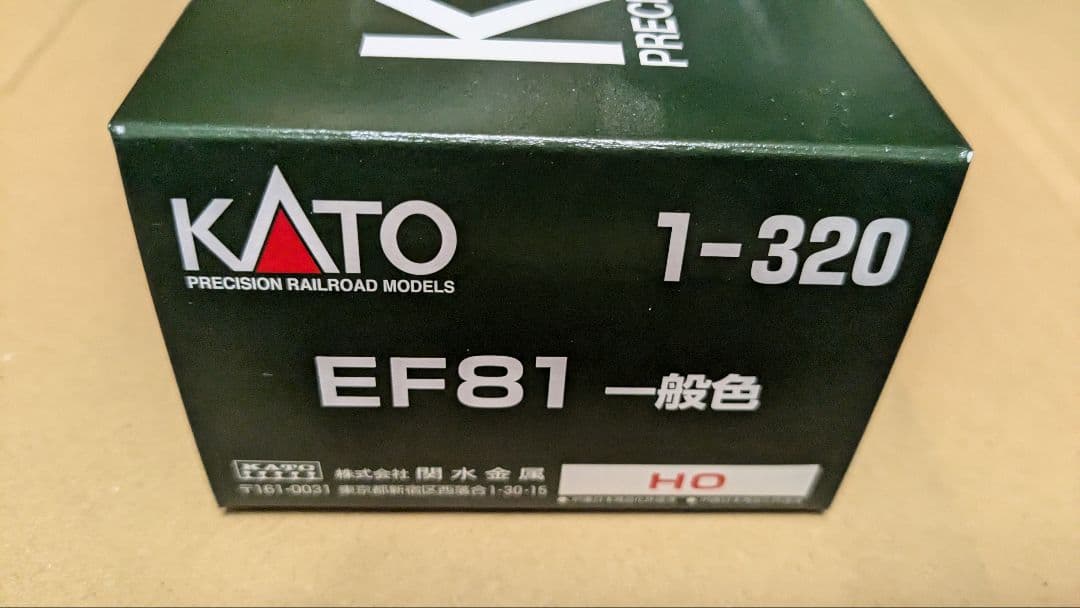 K
PRECI
KATO
PRECISION RAILROAD MODELS
1-320
EF81 一般色
KATO
株式会社 関水金属
〒161-0031 東京都新宿区西落合1-30-15
HO